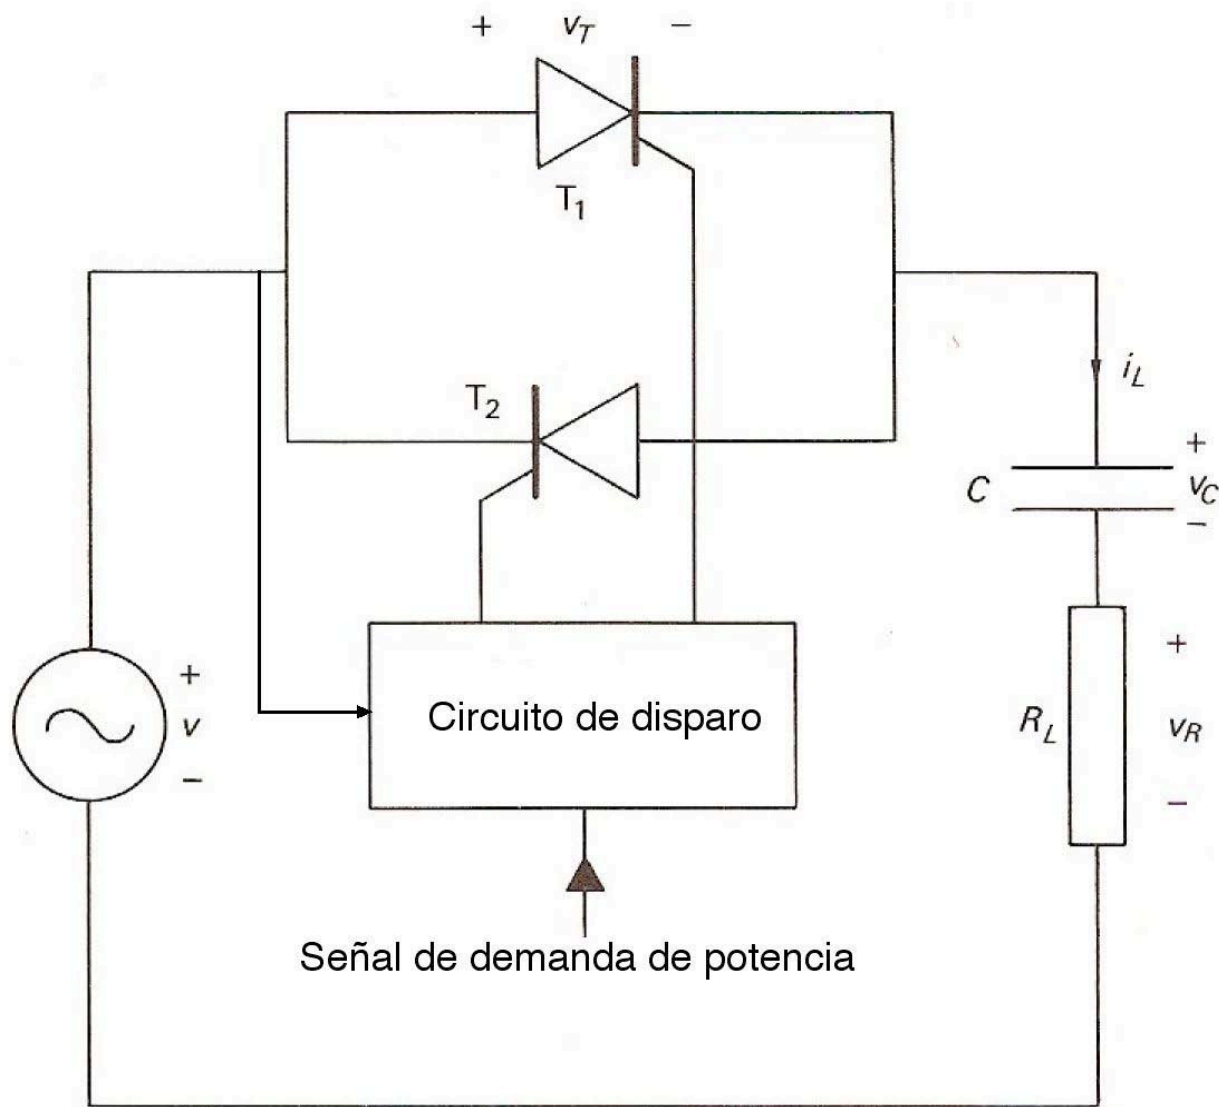 + v_T −
T₁
T₂
i_L
+
C v_C
−
+
v
−
Circuito de disparo
+
R_L v_R
−
Señal de demanda de potencia